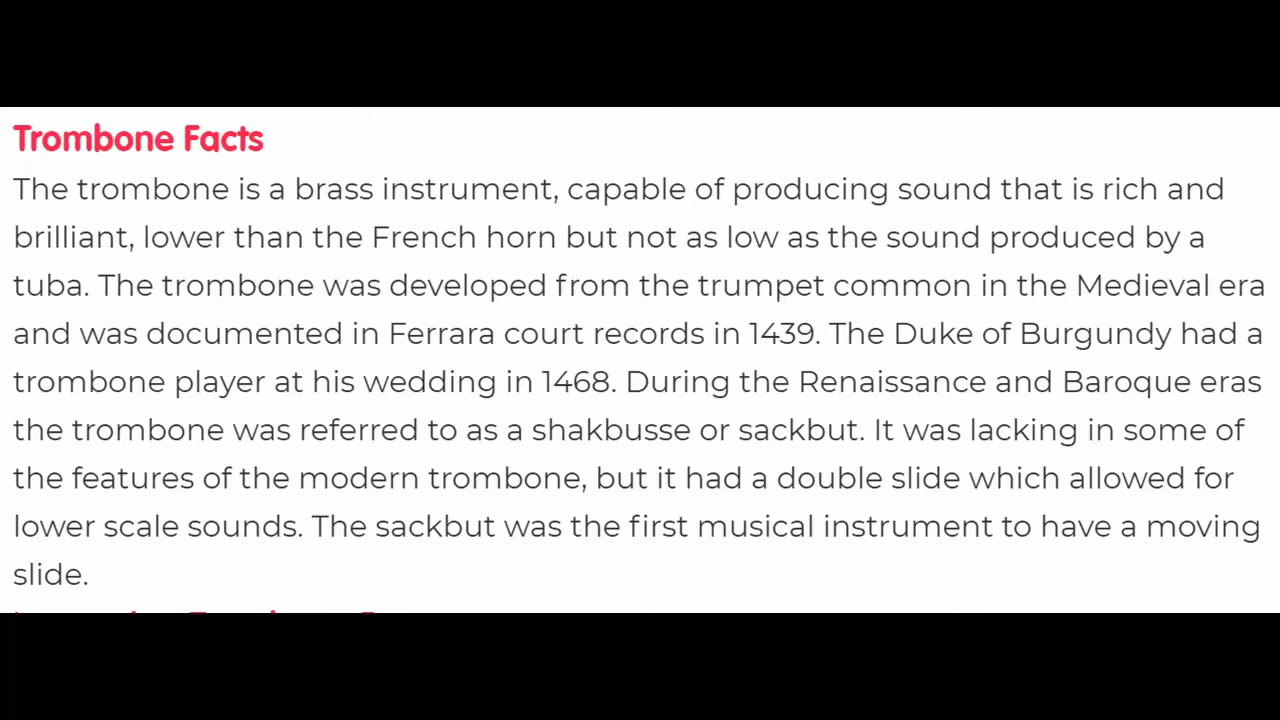 Trombone Facts
The trombone is a brass instrument, capable of producing sound that is rich and
brilliant, lower than the French horn but not as low as the sound produced by a
tuba. The trombone was developed from the trumpet common in the Medieval era
and was documented in Ferrara court records in 1439. The Duke of Burgundy had a
trombone player at his wedding in 1468. During the Renaissance and Baroque eras
the trombone was referred to as a shakbusse or sackbut. It was lacking in some of
the features of the modern trombone, but it had a double slide which allowed for
lower scale sounds. The sackbut was the first musical instrument to have a moving
slide.